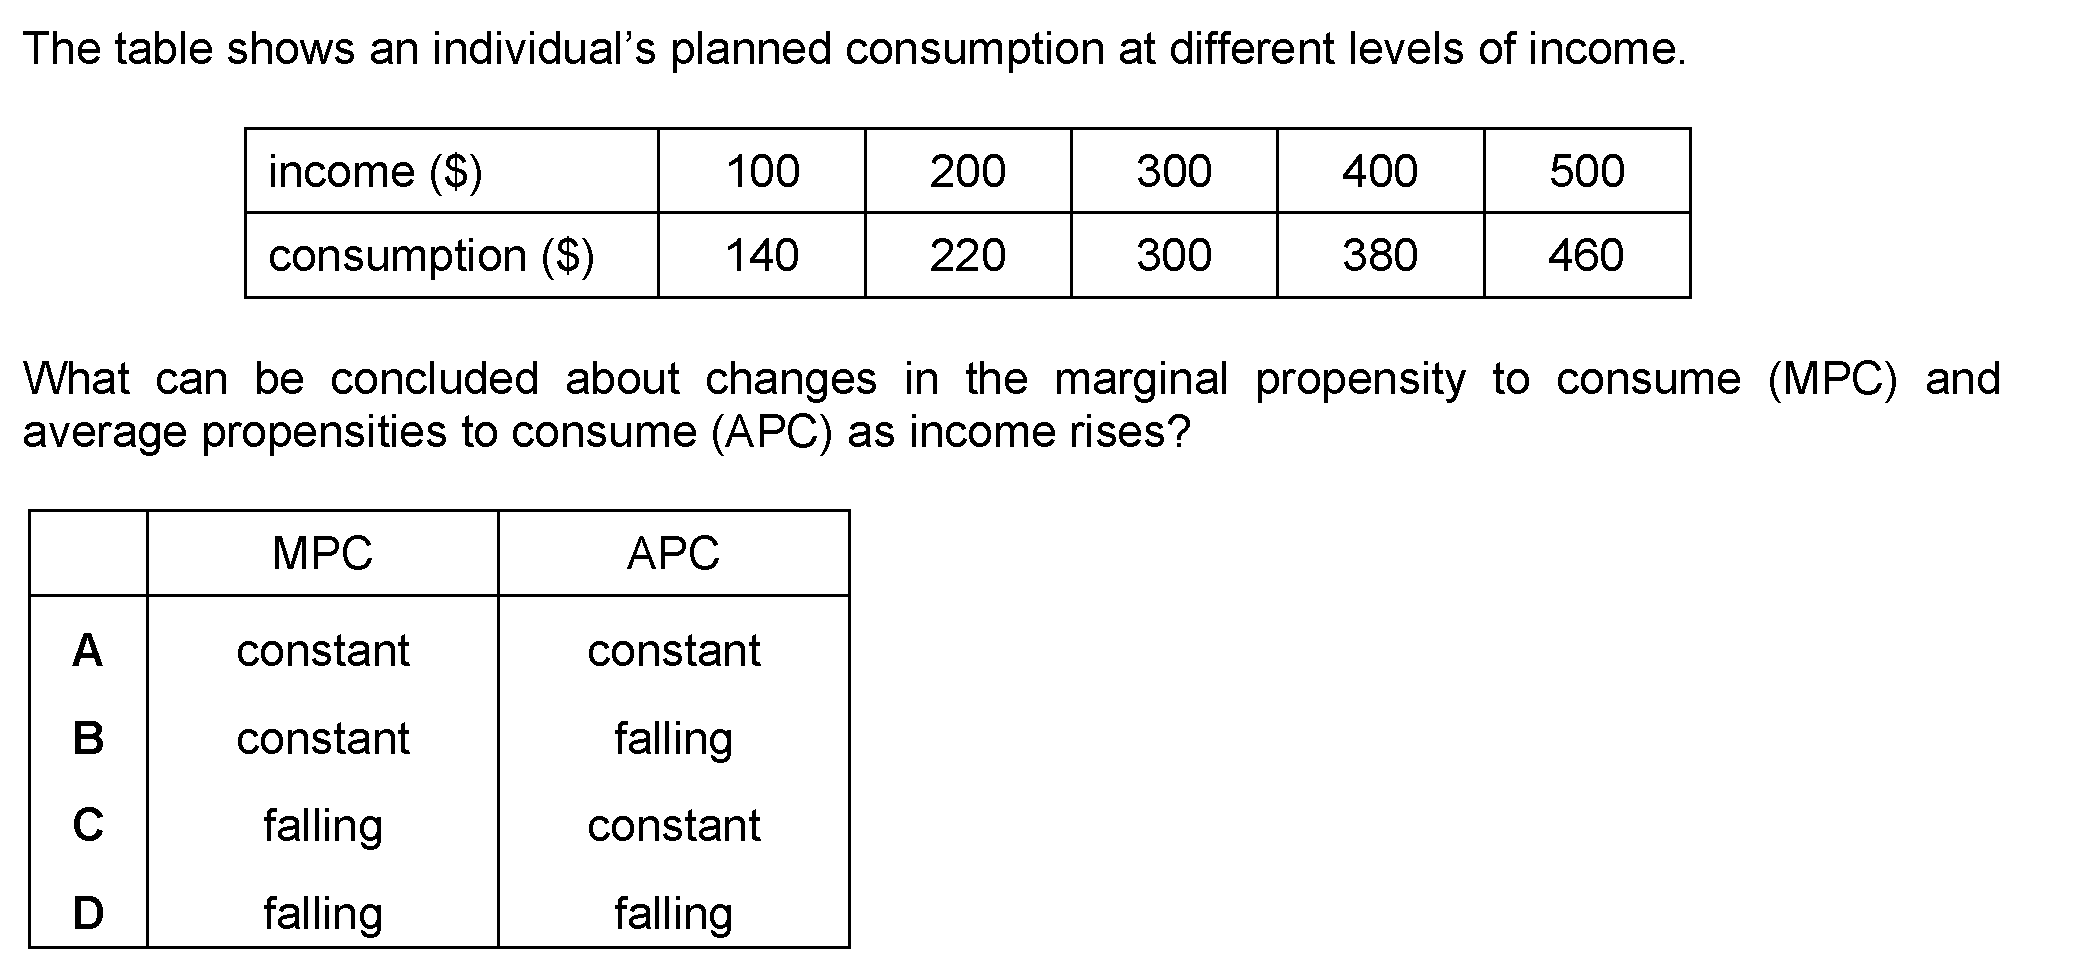 The table shows an individual’s planned consumption at different levels of income.
income ($) 100 200 300 400 500
consumption ($) 140 220 300 380 460
What can be concluded about changes in the marginal propensity to consume (MPC) and
average propensities to consume (APC) as income rises?
MPC APC
A constant constant
B constant falling
C falling constant
D falling falling